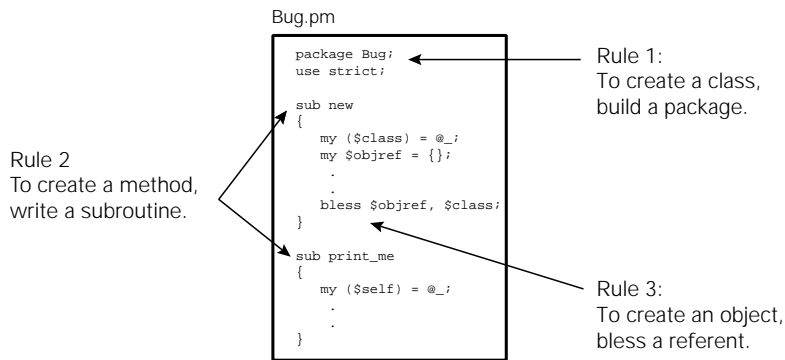 Bug.pm
package Bug;
use strict;
sub new
{
my ($class) = @_;
my $objref = {};
.
.
bless $objref, $class;
}
sub print_me
{
my ($self) = @_;
.
.
}
Rule 1:
To create a class,
build a package.
Rule 2
To create a method,
write a subroutine.
Rule 3:
To create an object,
bless a referent.